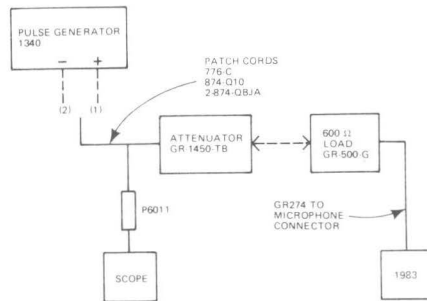 PULSE GENERATOR
1340
−
+
(2)
(1)
PATCH CORDS
776-C
874-Q10
2-874-QBJA
ATTENUATOR
GR-1450-TB
600 Ω
LOAD
GR-500-G
P6011
GR274 TO
MICROPHONE
CONNECTOR
SCOPE
1983